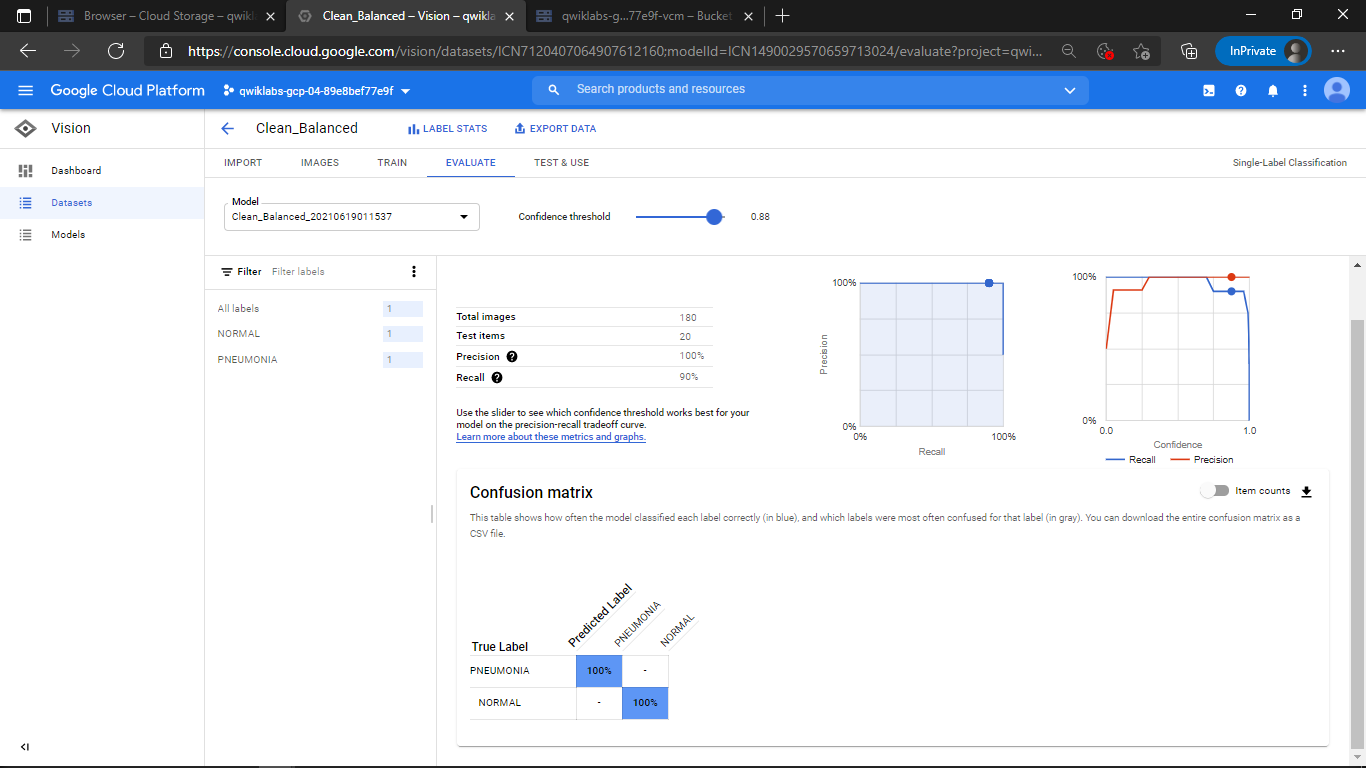 Browser – Cloud Storage – qwikl
Clean_Balanced – Vision – qwikla
qwiklabs-g...77e9f-vcm – Bucket
https://console.cloud.google.com/vision/datasets/ICN7120407064907612160;modelId=ICN1490029570659713024/evaluate?project=qwi...
InPrivate
Google Cloud Platform
qwiklabs-gcp-04-89e8bef77e9f
Search products and resources
Vision
Clean_Balanced
LABEL STATS
EXPORT DATA
Dashboard
Datasets
Models
IMPORT
IMAGES
TRAIN
EVALUATE
TEST & USE
Single-Label Classification
Model
Clean_Balanced_20210619011537
Confidence threshold
0.88
Filter
Filter labels
All labels 1
NORMAL 1
PNEUMONIA 1
Total images 180
Test items 20
Precision 100%
Recall 90%
Use the slider to see which confidence threshold works best for your
model on the precision-recall tradeoff curve.
Learn more about these metrics and graphs.
100%
Precision
0%
0%
100%
Recall
100%
0%
0.0
1.0
Confidence
Recall
Precision
Confusion matrix
Item counts
This table shows how often the model classified each label correctly (in blue), and which labels were most often confused for that label (in gray). You can download the entire confusion matrix as a
CSV file.
Predicted Label
PNEUMONIA
NORMAL
True Label
PNEUMONIA 100% -
NORMAL - 100%